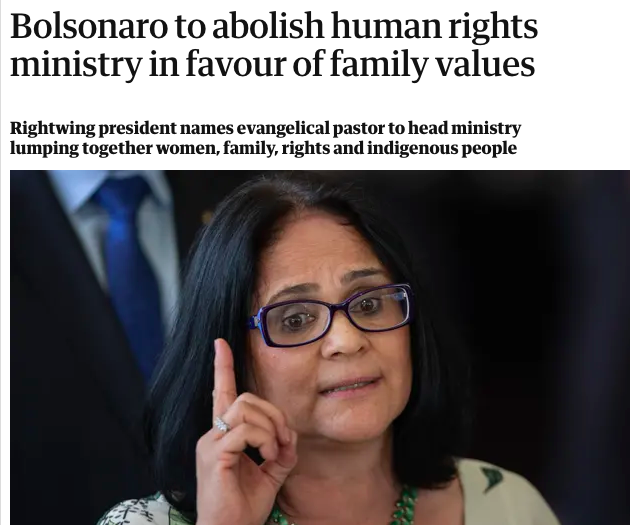 Bolsonaro to abolish human rights
ministry in favour of family values
Rightwing president names evangelical pastor to head ministry
lumping together women, family, rights and indigenous people